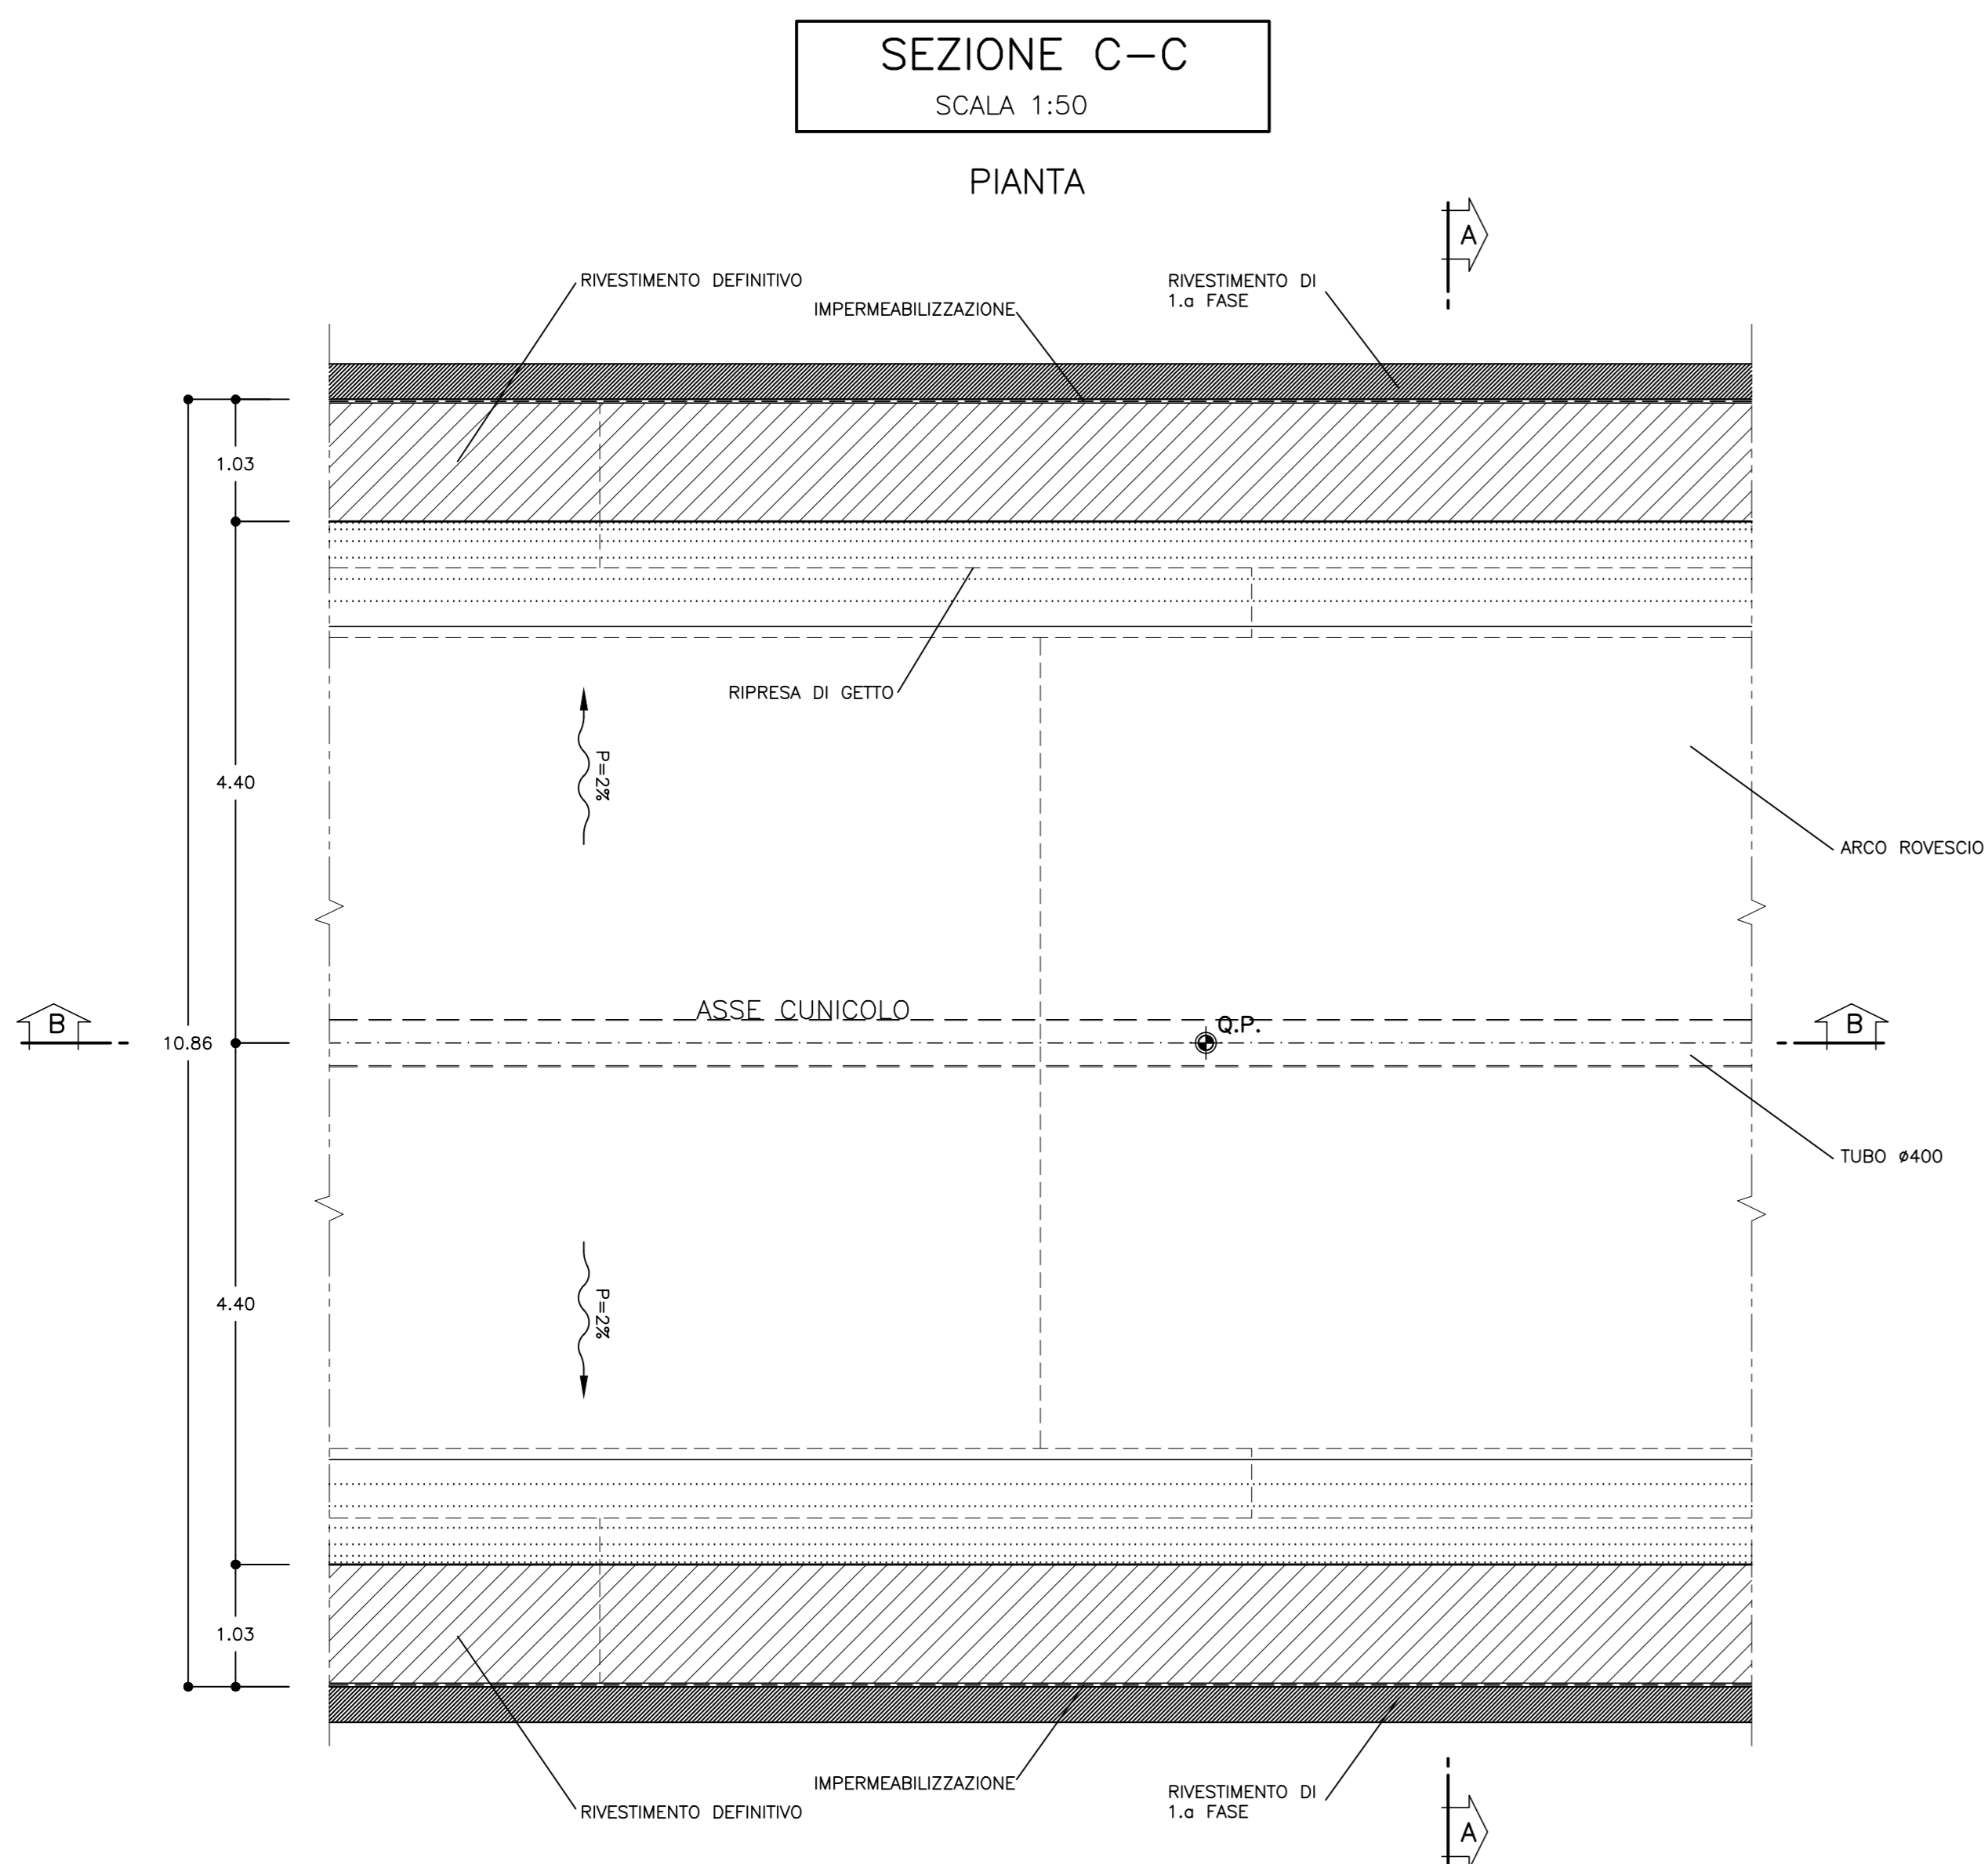 SEZIONE C-C
SCALA 1:50
PIANTA
A
RIVESTIMENTO DEFINITIVO
RIVESTIMENTO DI
1.a FASE
IMPERMEABILIZZAZIONE
1.03
RIPRESA DI GETTO
P=2%
4.40
ARCO ROVESCIO
ASSE CUNICOLO
B
Q.P.
B
10.86
TUBO ø400
4.40
P=2%
1.03
IMPERMEABILIZZAZIONE
RIVESTIMENTO DI
1.a FASE
RIVESTIMENTO DEFINITIVO
A